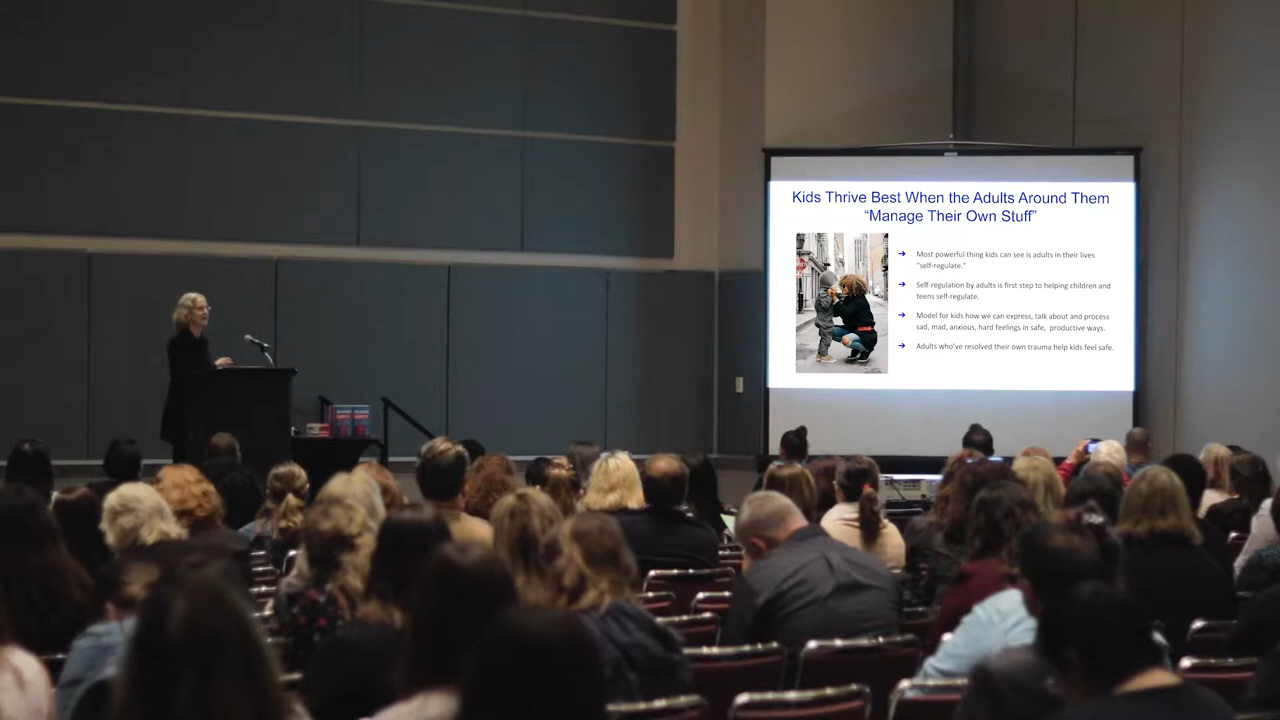 Kids Thrive Best When the Adults Around Them
“Manage Their Own Stuff”
Most powerful thing kids can see is adults in their lives
“self-regulate.”
Self-regulation by adults is first step to helping children and
teens self-regulate.
Model for kids how we can express, talk about and process
sad, mad, anxious, hard feelings in safe, productive ways.
Adults who’ve resolved their own trauma help kids feel safe.